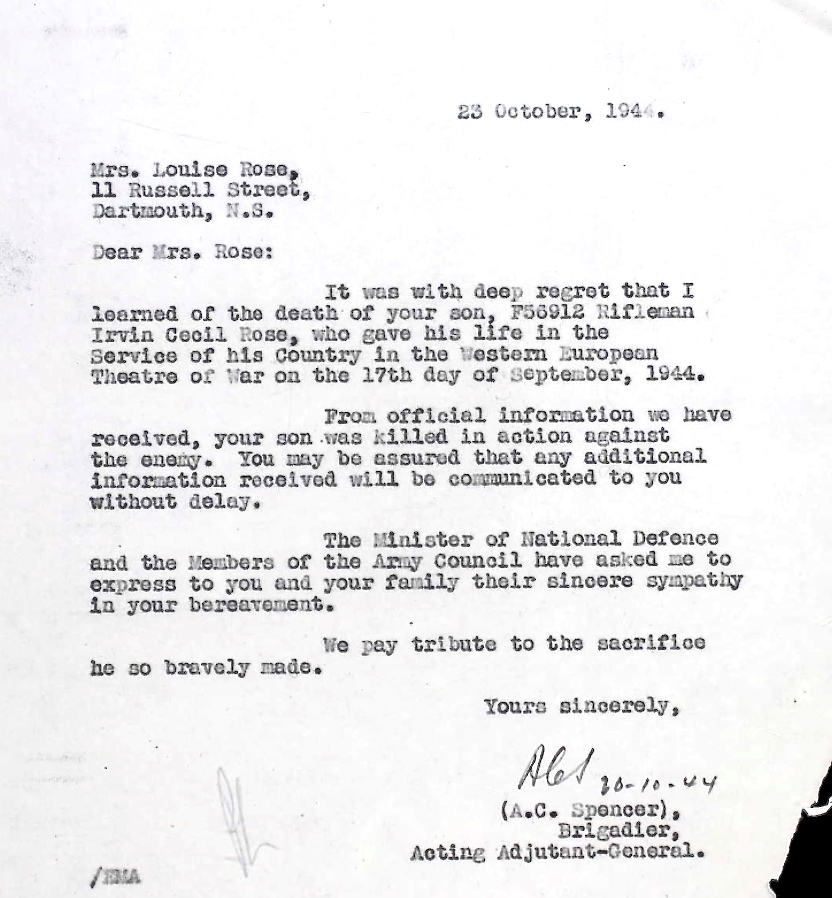 23 October, 1944.
Mrs. Louise Rose,
11 Russell Street,
Dartmouth, N.S.
Dear Mrs. Rose:
It was with deep regret that I
learned of the death of your son, F56912 Rifleman
Irvin Cecil Rose, who gave his life in the
Service of his Country in the Western European
Theatre of War on the 17th day of September, 1944.
From official information we have
received, your son was killed in action against
the enemy. You may be assured that any additional
information received will be communicated to you
without delay.
The Minister of National Defence
and the Members of the Army Council have asked me to
express to you and your family their sincere sympathy
in your bereavement.
We pay tribute to the sacrifice
he so bravely made.
Yours sincerely,
20-10-44
(A.C. Spencer),
Brigadier,
Acting Adjutant-General.